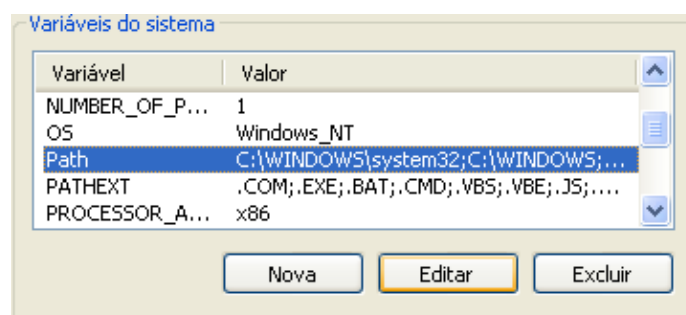 Variáveis do sistema
Variável Valor
NUMBER_OF_P... 1
OS Windows_NT
Path C:\WINDOWS\system32;C:\WINDOWS;...
PATHEXT .COM;.EXE;.BAT;.CMD;.VBS;.VBE;.JS;....
PROCESSOR_A... x86
Nova Editar Excluir